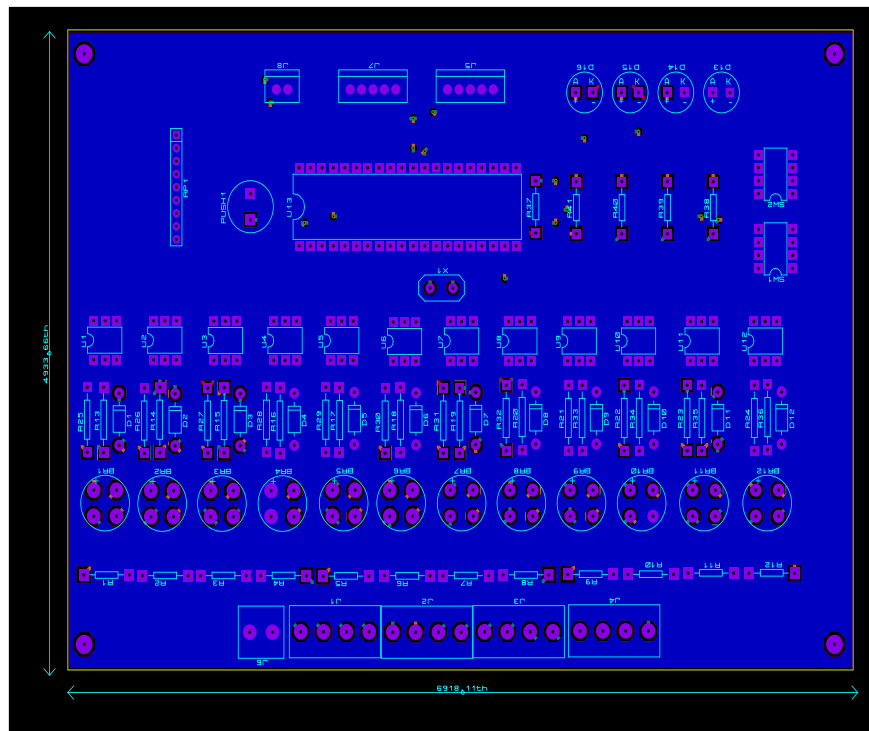 J8 J7 J5 D16 D15 D14 D13
A K A K A K A K
+ - + - + - + -
RP1
PUSH1
U13
R37 R41 R40 R39 R38
SW2
SW1
X1
U1 U2 U3 U4 U5 U6 U7 U8 U9 U10 U11 U12
R25 R13 D1 R26 R14 D2 R27 R15 D3 R28 R16 D4 R29 R17 D5 R30 R18 D6 R31 R19 D7 R32 R20 D8 R21 R33 D9 R22 R34 D10 R23 R35 D11 R24 R36 D12
BR1 BR2 BR3 BR4 BR5 BR6 BR7 BR8 BR9 BR10 BR11 BR12
+ + + + + + + + + + + +
R1 R2 R3 R4 R5 R6 R7 R8 R9 R10 R11 R12
J6 J1 J2 J3 J4
4933.66th
6918.11th